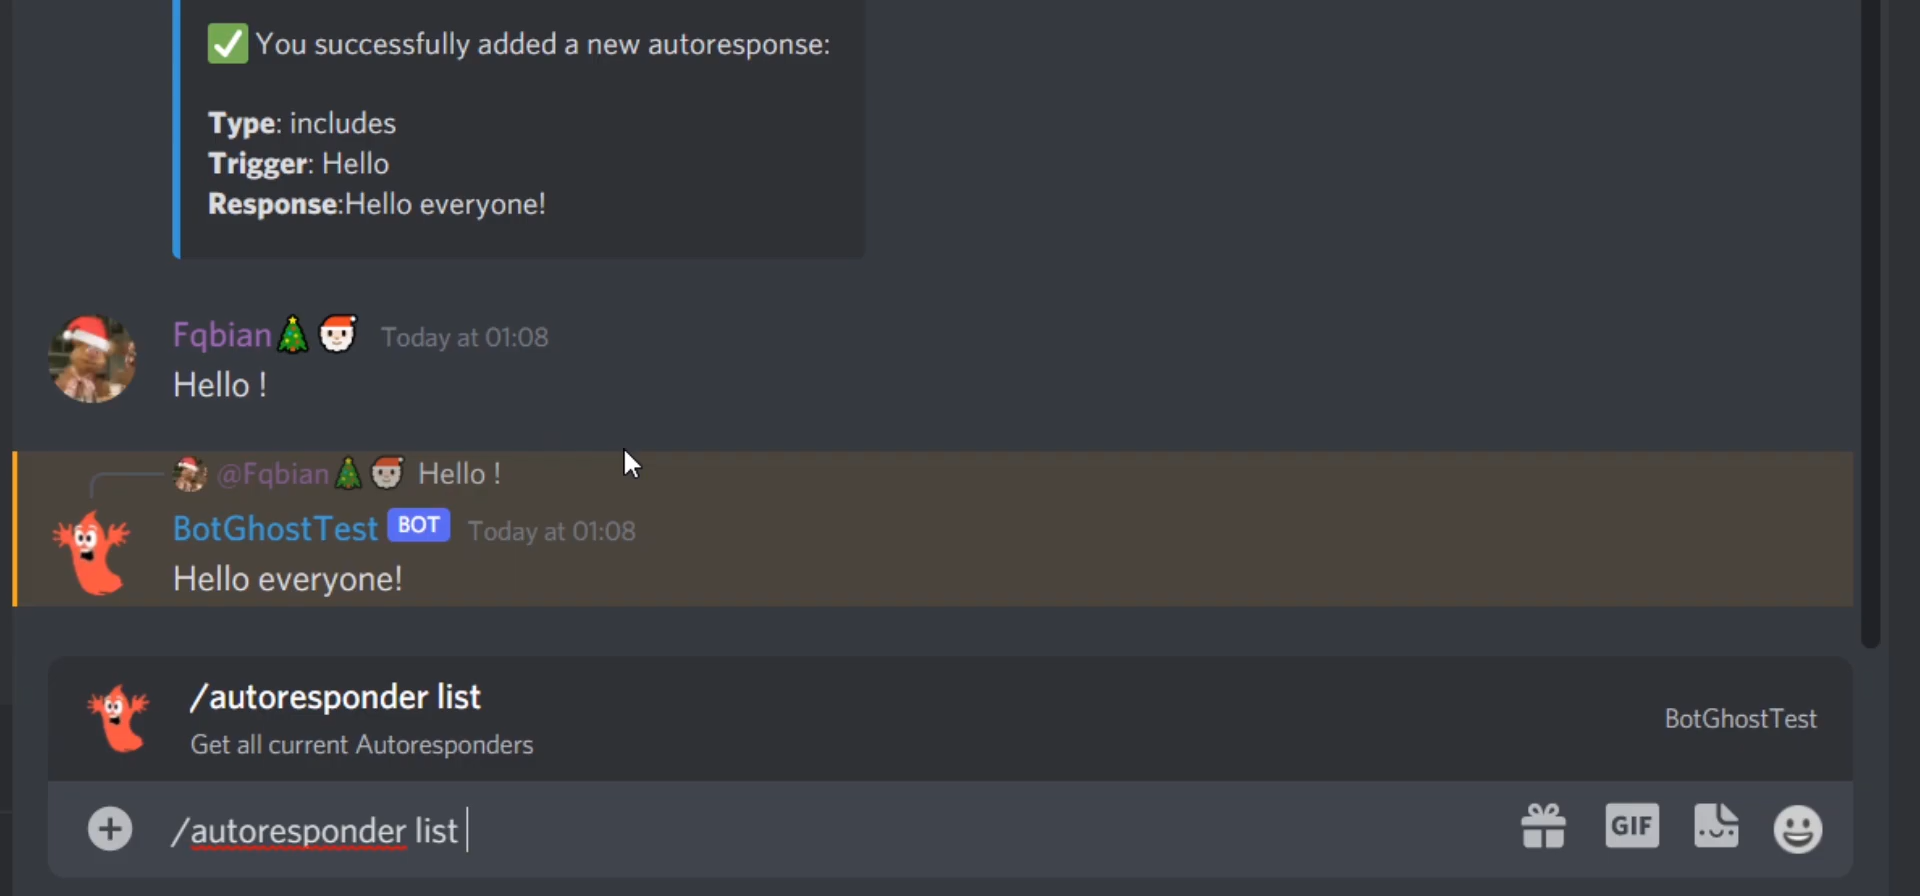 ✅ You successfully added a new autoresponse:
Type: includes
Trigger: Hello
Response:Hello everyone!
Fqbian🎄🎅🏻 Today at 01:08
Hello !
@Fqbian🎄🎅🏻 Hello !
BotGhostTest BOT Today at 01:08
Hello everyone!
/autoresponder list
Get all current Autoresponders
BotGhostTest
/autoresponder list
GIF